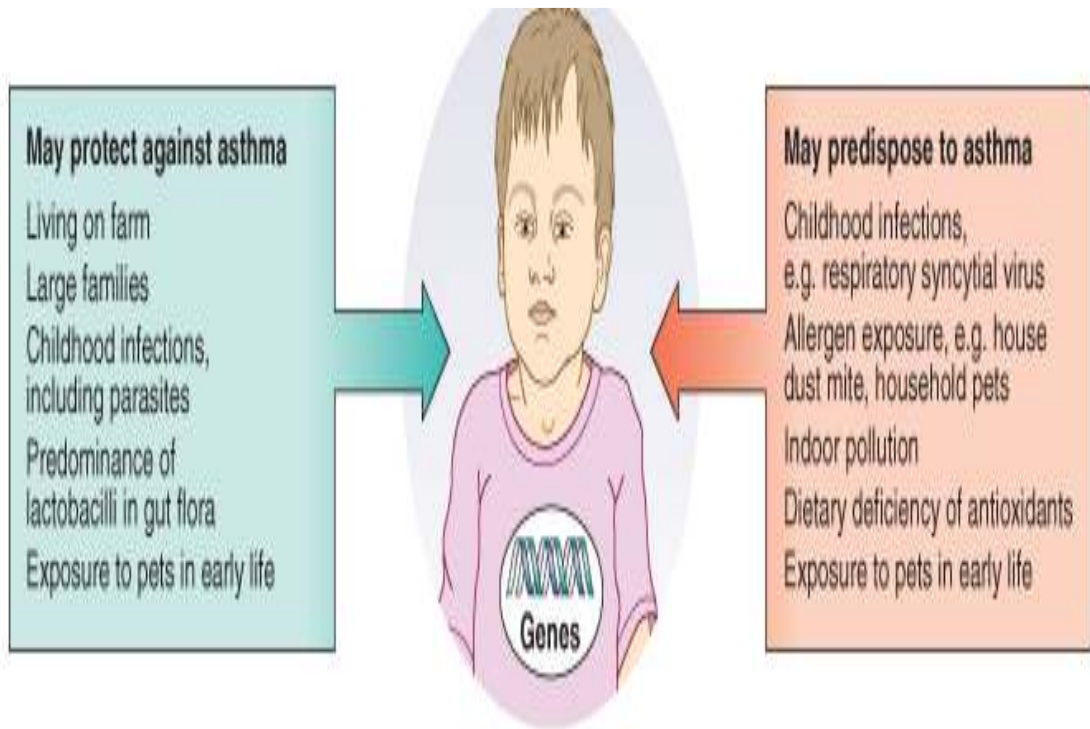 May protect against asthma
Living on farm
Large families
Childhood infections,
including parasites
Predominance of
lactobacilli in gut flora
Exposure to pets in early life
Genes
May predispose to asthma
Childhood infections,
e.g. respiratory syncytial virus
Allergen exposure, e.g. house
dust mite, household pets
Indoor pollution
Dietary deficiency of antioxidants
Exposure to pets in early life